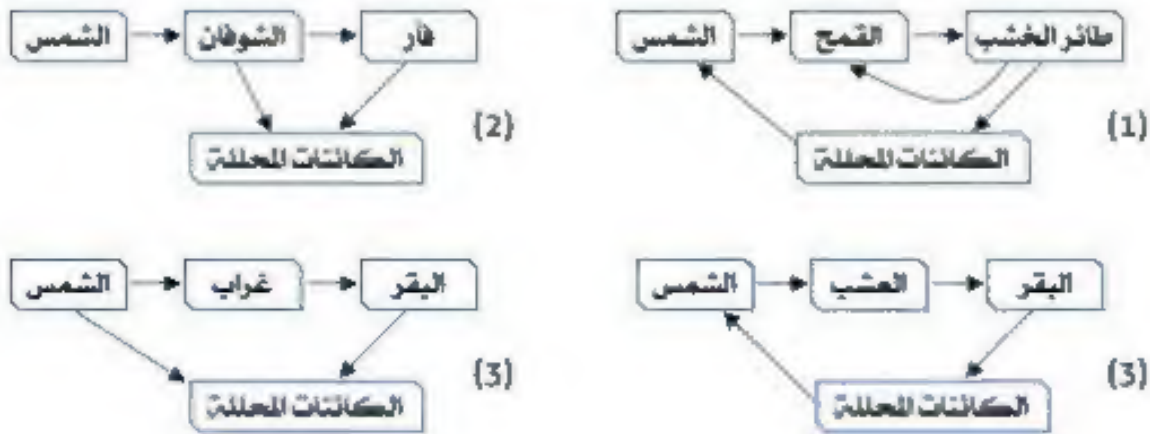 الشمس القمح طائر الخشب
الكائنات المحللة
(1)
الشمس الشوفان فأر
الكائنات المحللة
(2)
الشمس العشب البقر
الكائنات المحللة
(3)
الشمس غراب البقر
الكائنات المحللة
(3)